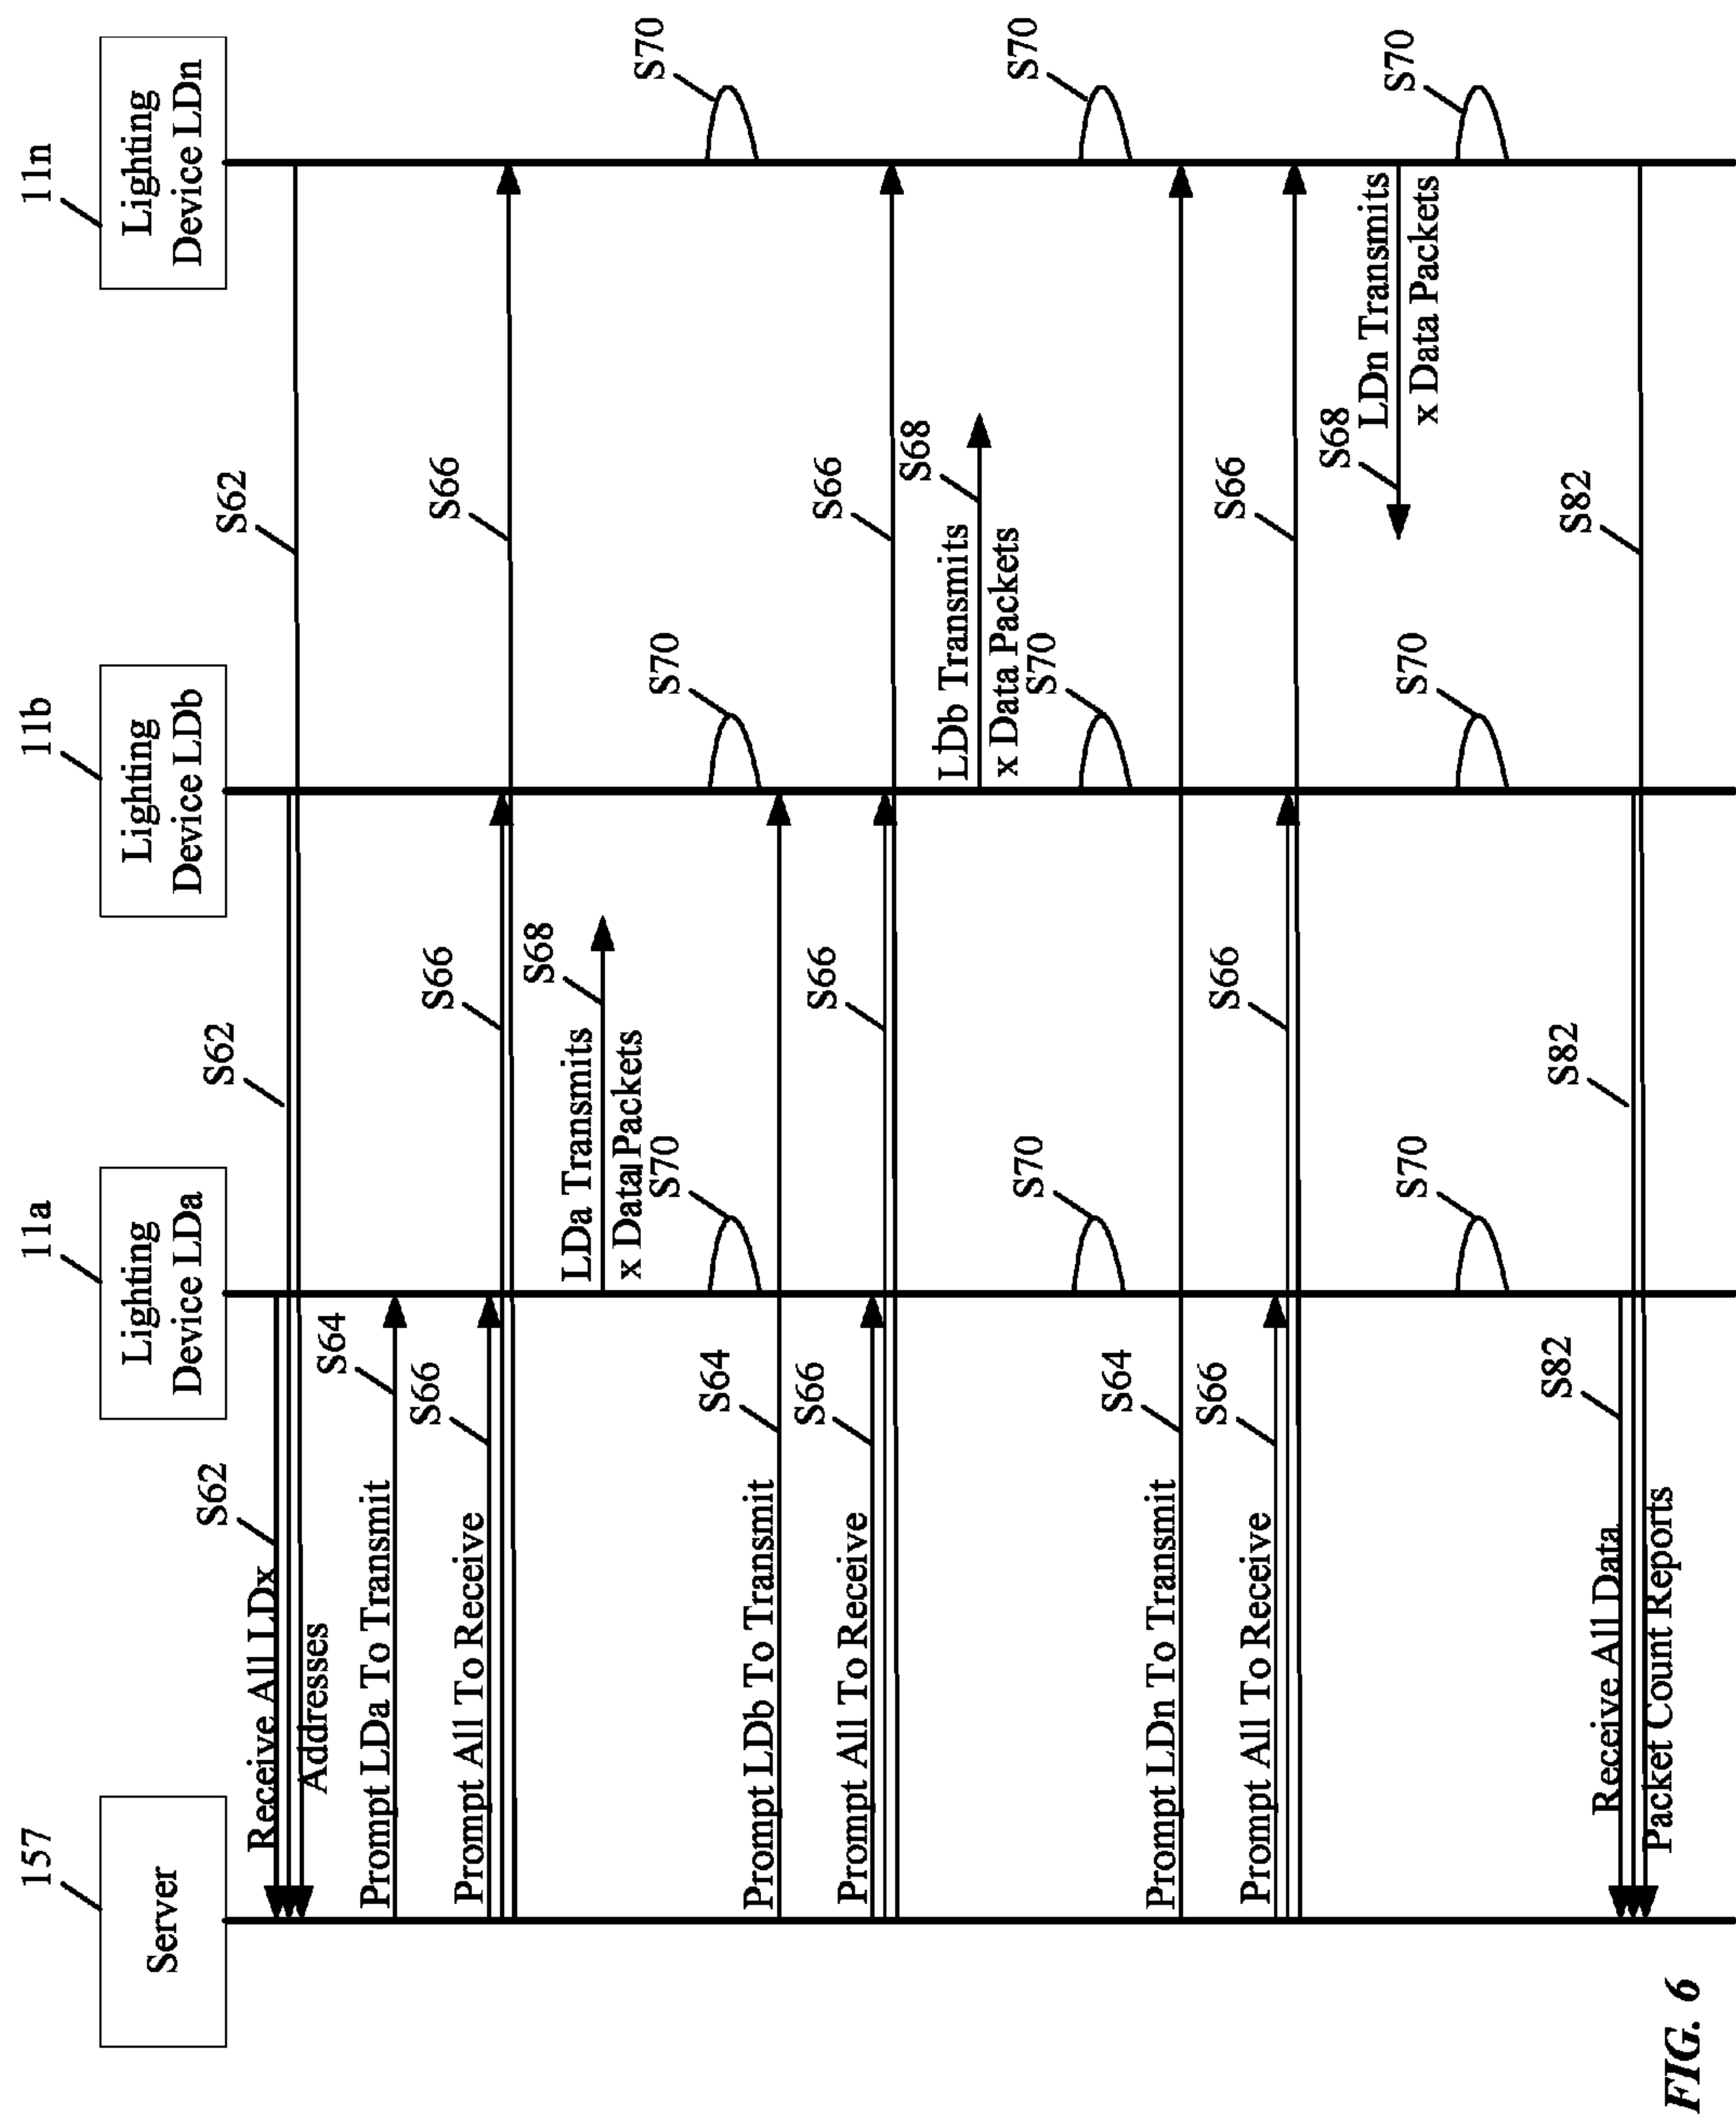 157
Server
11a
Lighting
Device LDa
11b
Lighting
Device LDb
11n
Lighting
Device LDn
S62
S62
S62
Receive All LDx
Addresses
S64
Prompt LDa To Transmit
S66
S66
S66
Prompt All To Receive
S68
LDa Transmits
x Data Packets
S70
S70
S70
S64
Prompt LDb To Transmit
S66
S66
S66
Prompt All To Receive
S68
LDb Transmits
x Data Packets
S70
S70
S70
S64
Prompt LDn To Transmit
S66
S66
S66
Prompt All To Receive
S68
LDn Transmits
x Data Packets
S70
S70
S70
S82
S82
S82
Receive All Data
Packet Count Reports
FIG. 6